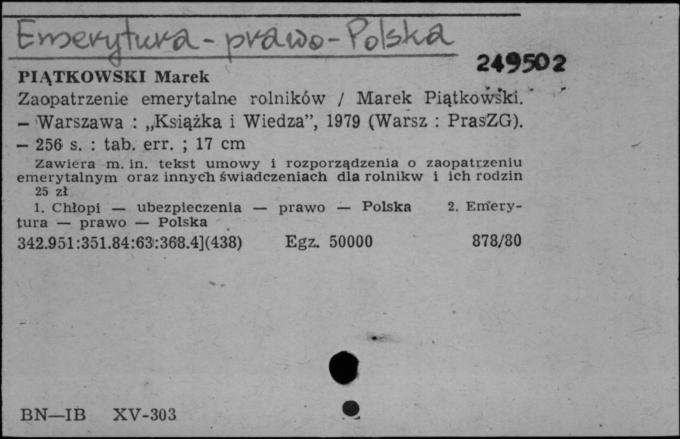 Emerytura - prawo - Polska
249502
PIĄTKOWSKI Marek
Zaopatrzenie emerytalne rolników / Marek Piątkowski.
— Warszawa : „Książka i Wiedza”, 1979 (Warsz : PrasZG).
— 256 s. : tab. err. ; 17 cm
Zawiera m. in. tekst umowy i rozporządzenia o zaopatrzeniu
emerytalnym oraz innych świadczeniach dla rolnikw i ich rodzin
25 zł
1. Chłopi — ubezpieczenia — prawo — Polska 2. Emery-
tura — prawo — Polska
342.951:351.84:63:368.4](438) Egz. 50000 878/80
BN—IB XV-303